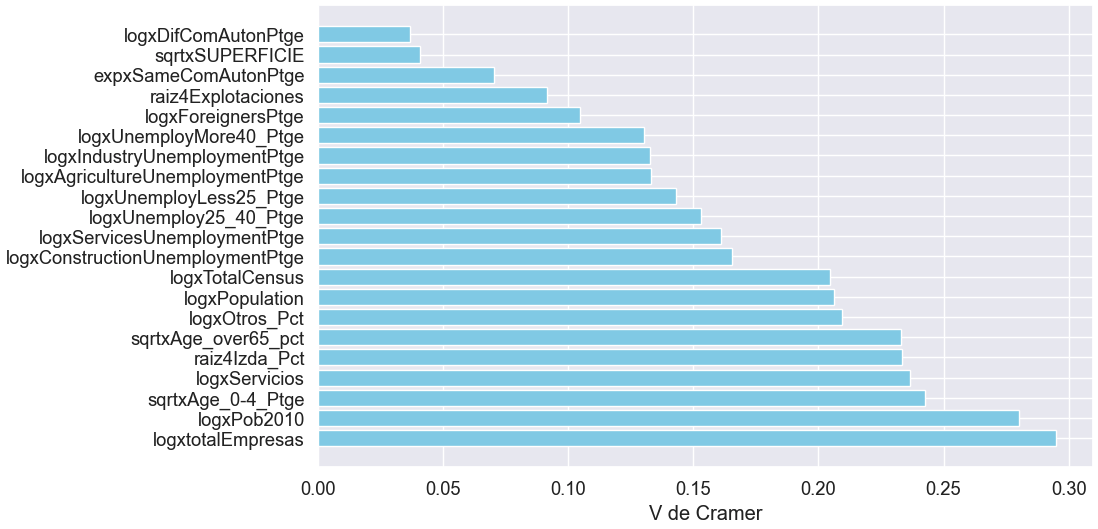 logxDifComAutonPtge
sqrtxSUPERFICIE
expxSameComAutonPtge
raiz4Explotaciones
logxForeignersPtge
logxUnemployMore40_Ptge
logxIndustryUnemploymentPtge
logxAgricultureUnemploymentPtge
logxUnemployLess25_Ptge
logxUnemploy25_40_Ptge
logxServicesUnemploymentPtge
logxConstructionUnemploymentPtge
logxTotalCensus
logxPopulation
logxOtros_Pct
sqrtxAge_over65_pct
raiz4Izda_Pct
logxServicios
sqrtxAge_0-4_Ptge
logxPob2010
logxtotalEmpresas
0.00 0.05 0.10 0.15 0.20 0.25 0.30
V de Cramer